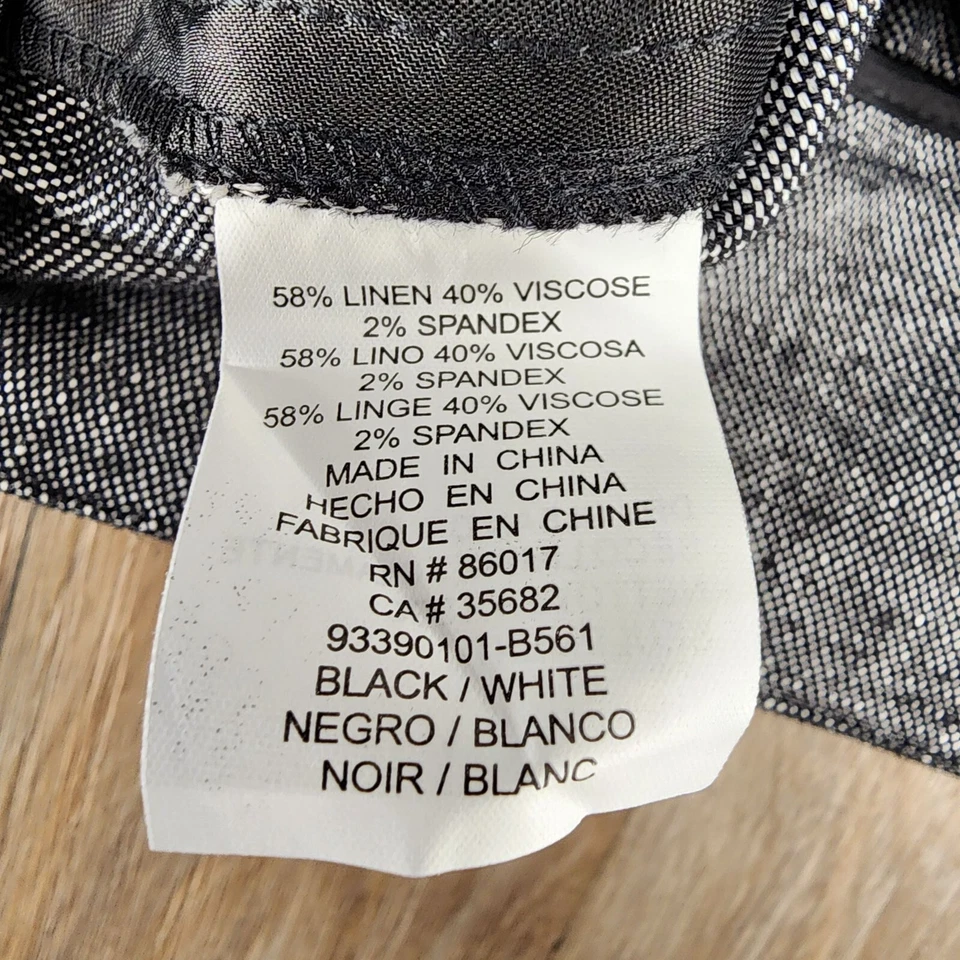 58% LINEN 40% VISCOSE
2% SPANDEX
58% LINO 40% VISCOSA
2% SPANDEX
58% LINGE 40% VISCOSE
2% SPANDEX
MADE IN CHINA
HECHO EN CHINA
FABRIQUE EN CHINE
RN # 86017
CA # 35682
93390101-B561
BLACK / WHITE
NEGRO / BLANCO
NOIR / BLANC